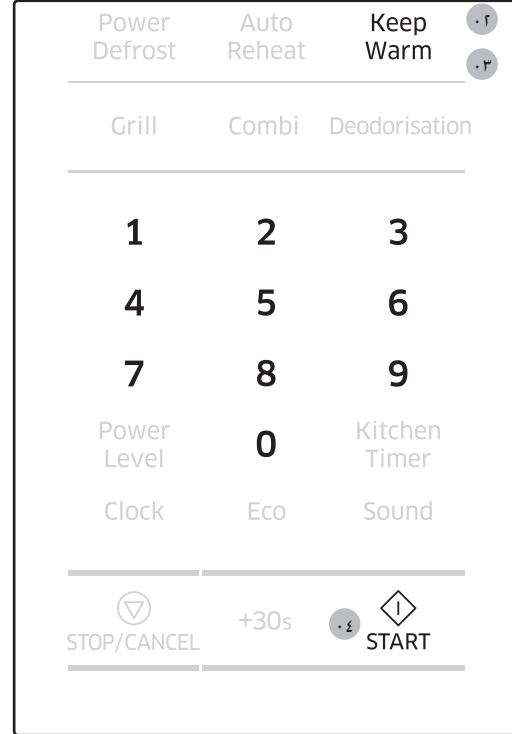 Power Auto Keep ٠٢
Defrost Reheat Warm ٠٣
Grill Combi Deodorisation
1 2 3
4 5 6
7 8 9
Power 0 Kitchen
Level Timer
Clock Eco Sound
+30s ٠٤
STOP/CANCEL START